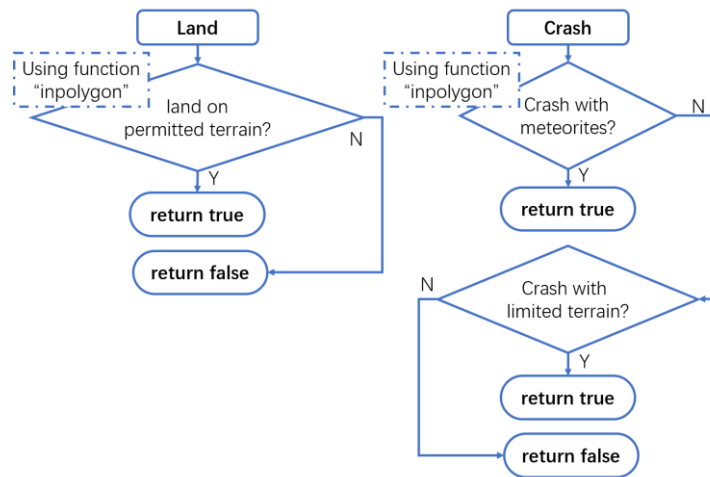 Land
Using function
“inpolygon”
land on
permitted terrain?
N
Y
return true
return false
Crash
Using function
“inpolygon”
Crash with
meteorites?
N
Y
return true
N
Crash with
limited terrain?
Y
return true
return false